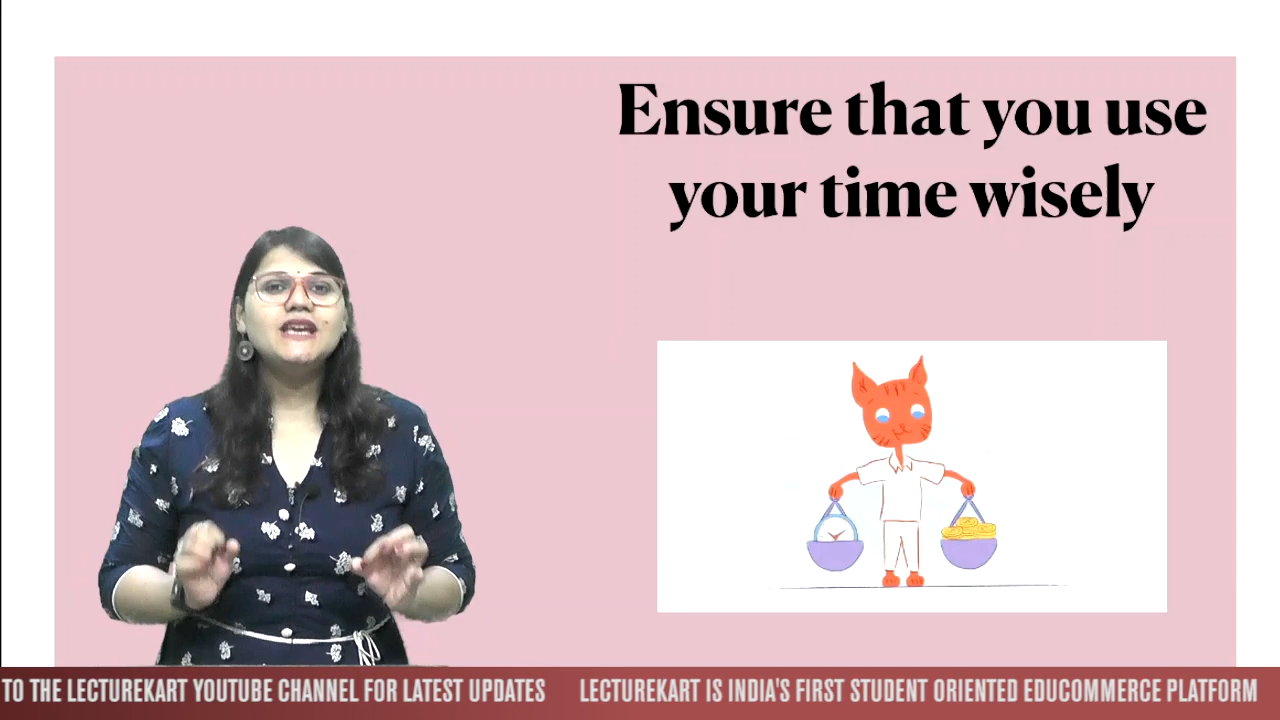 Ensure that you use
your time wisely
TO THE LECTUREKART YOUTUBE CHANNEL FOR LATEST UPDATES LECTUREKART IS INDIA'S FIRST STUDENT ORIENTED EDUCOMMERCE PLATFORM